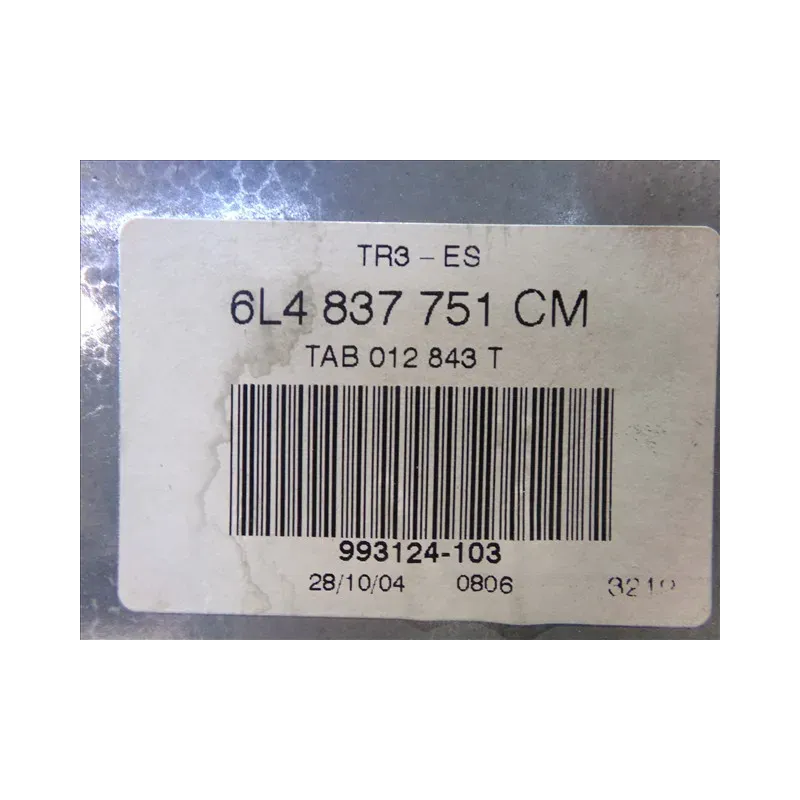 TR3 - ES
6L4 837 751 CM
TAB 012 843 T
993124-103
28/10/04 0806